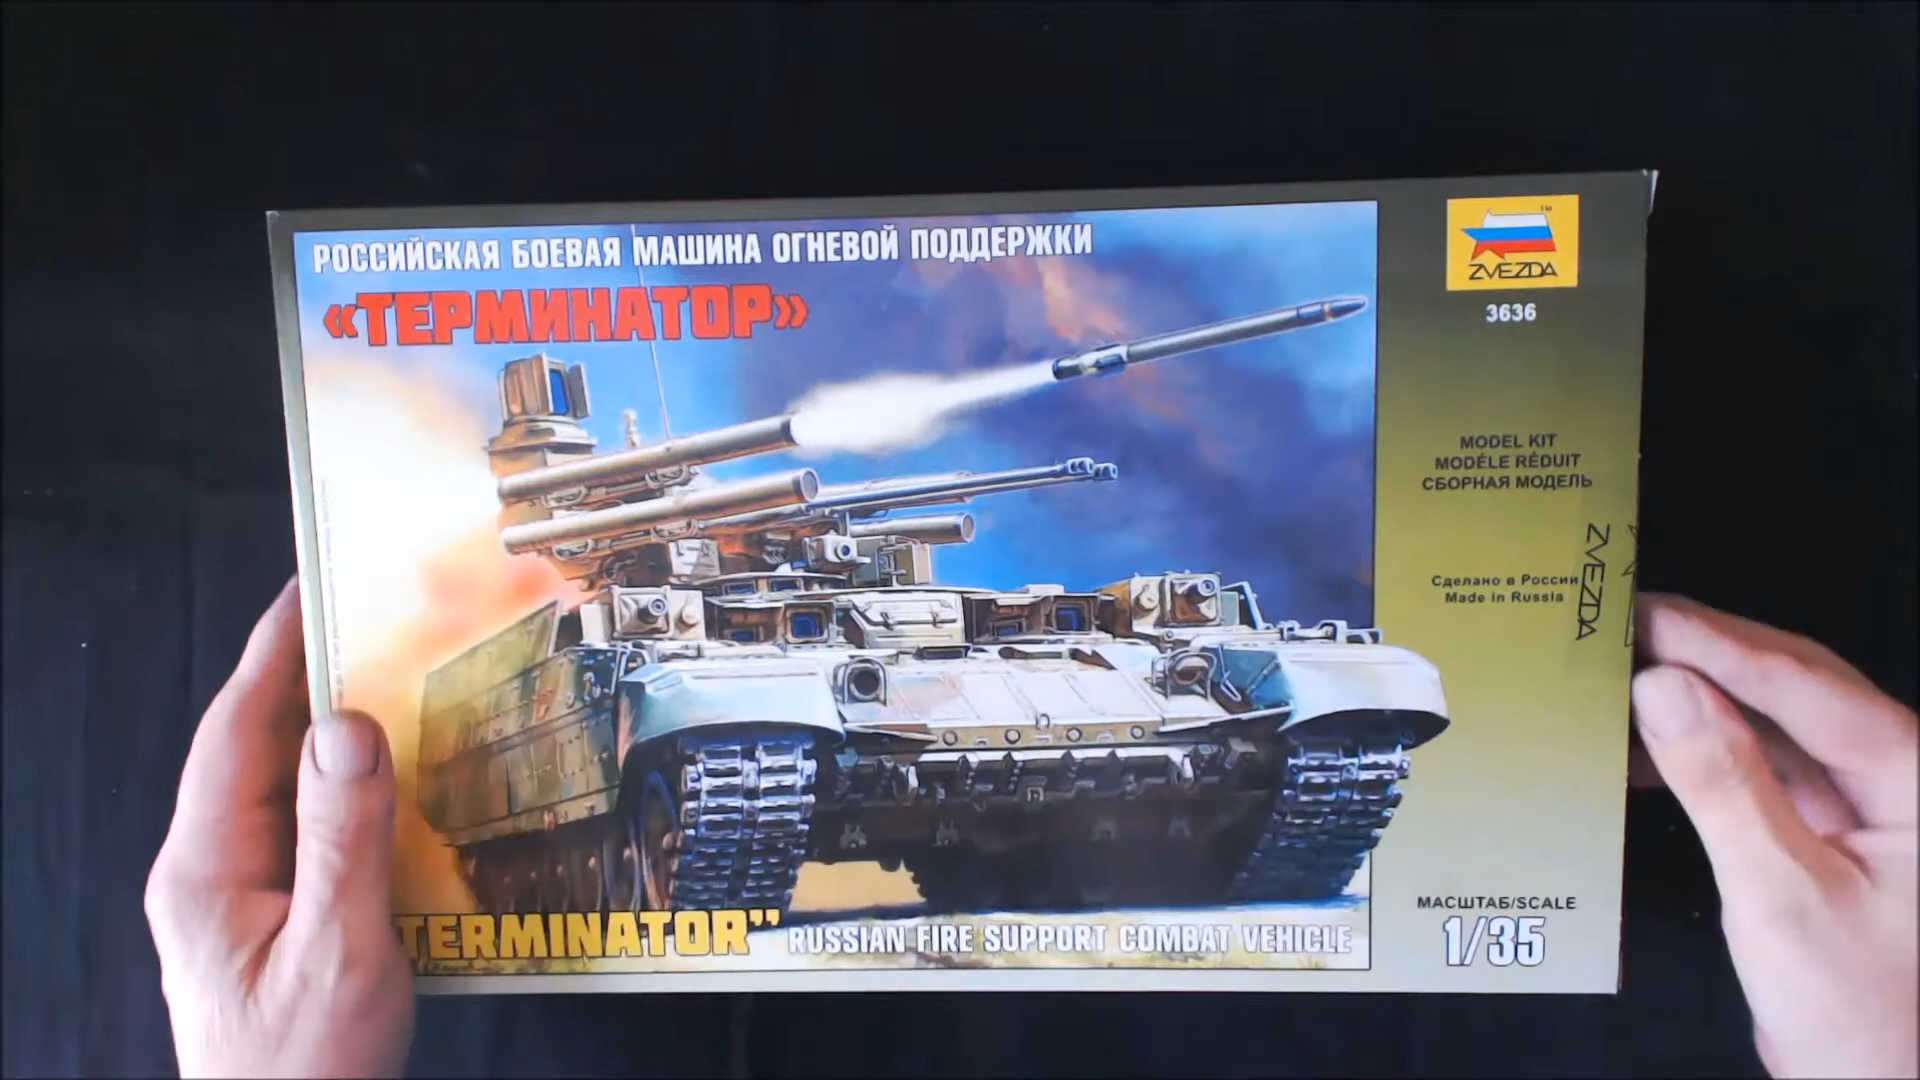 РОССИЙСКАЯ БОЕВАЯ МАШИНА ОГНЕВОЙ ПОДДЕРЖКИ
«ТЕРМИНАТОР»
TM
ZVEZDA
3636
MODEL KIT
MODÉLE RÉDUIT
СБОРНАЯ МОДЕЛЬ
ZVEZDA
Сделано в России
Made in Russia
МАСШТАБ/SCALE
1/35
TERMINATOR" RUSSIAN FIRE SUPPORT COMBAT VEHICLE